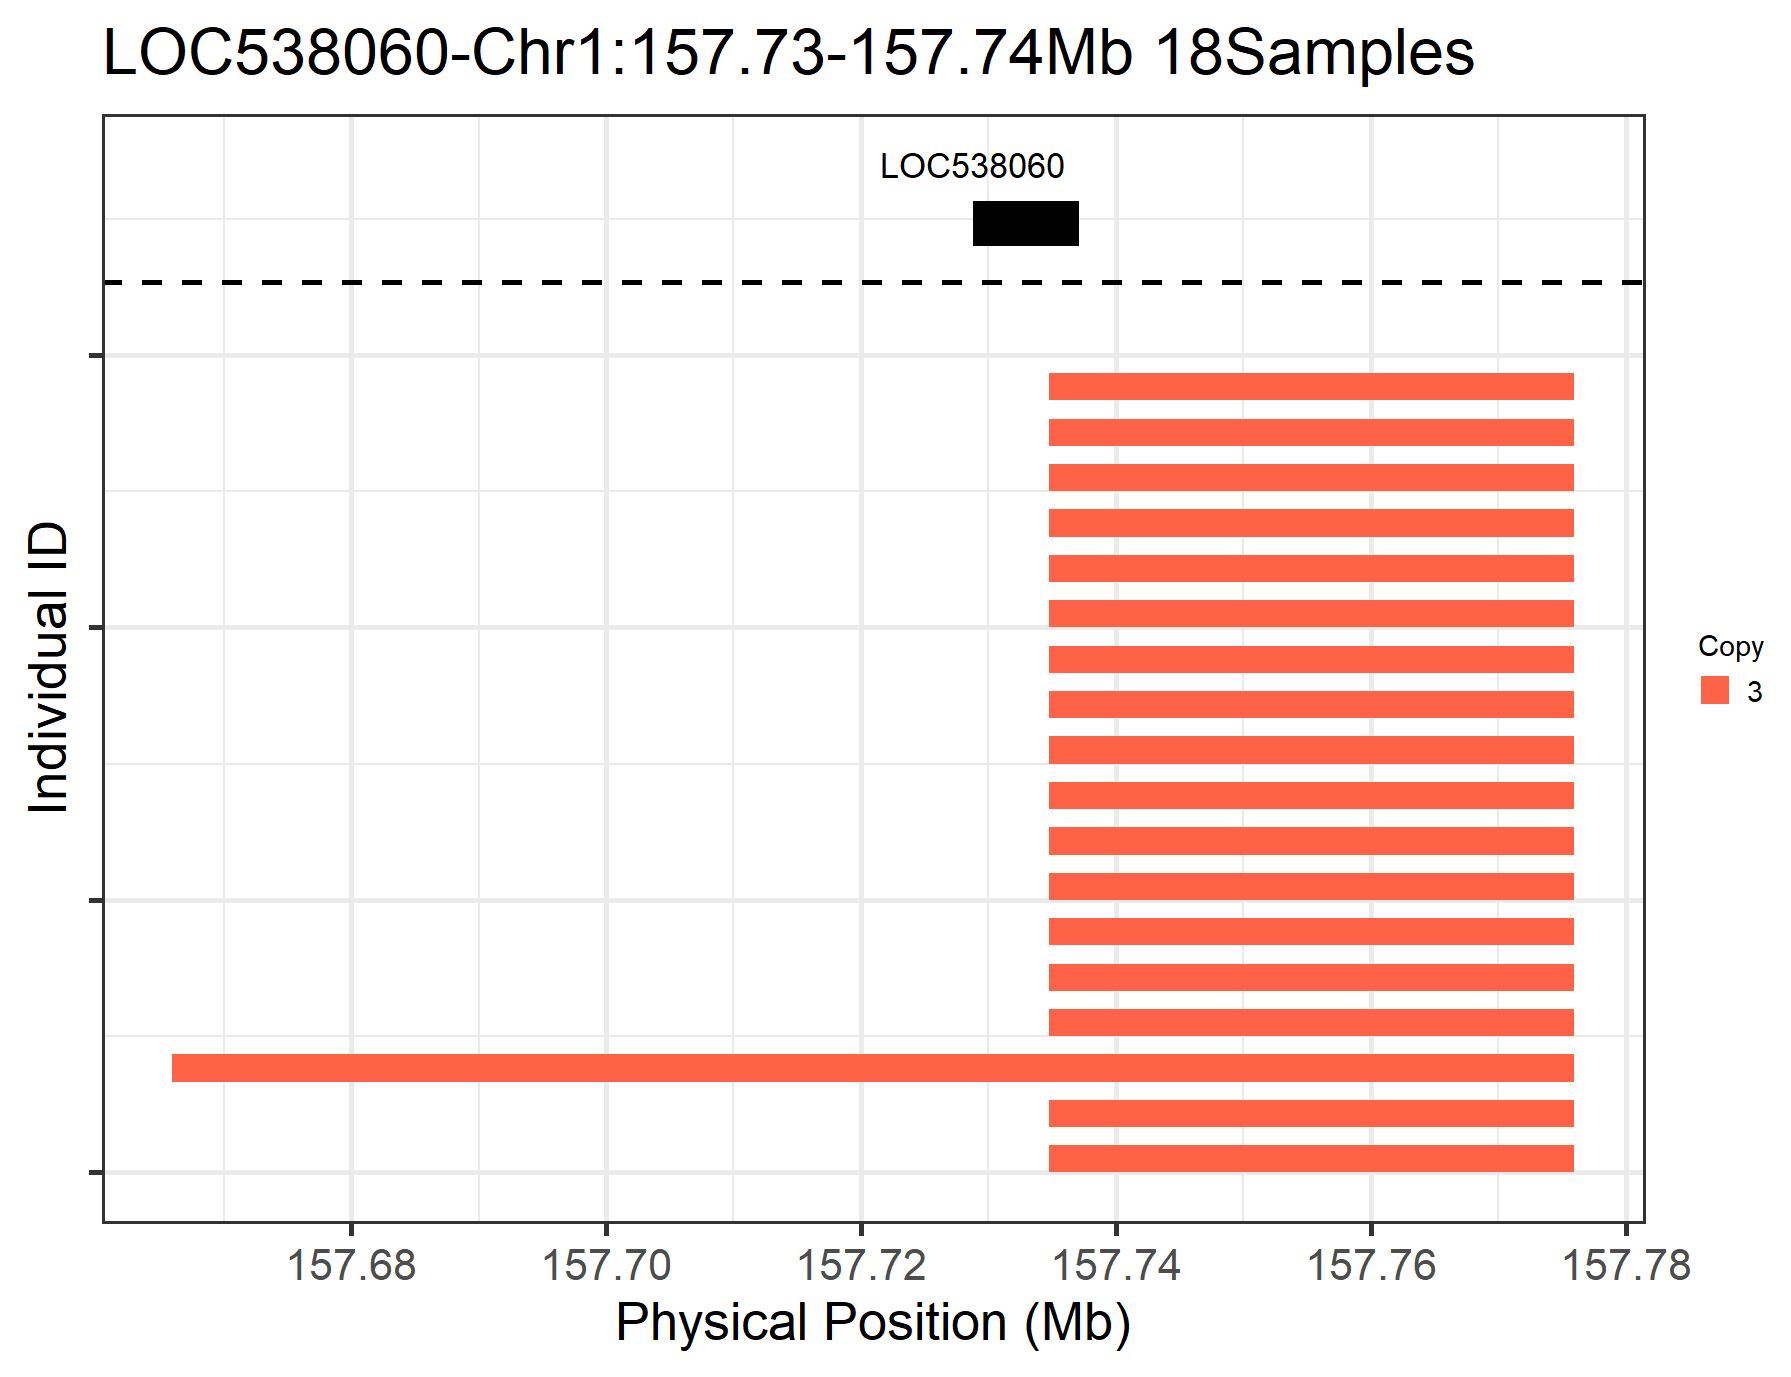 LOC538060-Chr1:157.73-157.74Mb 18Samples
LOC538060
Individual ID
Copy
3
157.68 157.70 157.72 157.74 157.76 157.78
Physical Position (Mb)